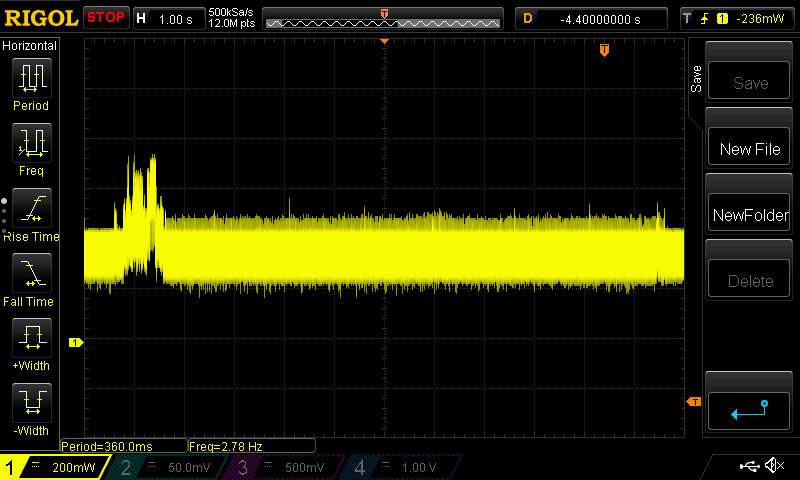 RIGOL STOP H 1.00 s 500kSa/s 12.0M pts T D -4.40000000 s T 1 -236mW
Horizontal
T
Save
Save
Period
New File
Freq
NewFolder
Rise Time
Delete
Fall Time
+Width
1
T
-Width
Period=360.0ms Freq=2.78 Hz
1 200mW 2 50.0mV 3 500mV 4 1.00 V